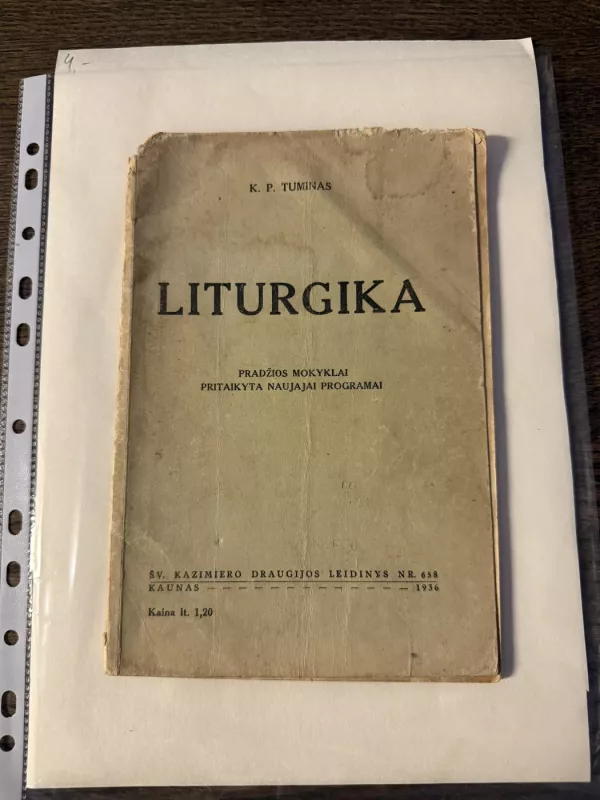 4,-
K. P. TUMINAS
LITURGIKA
PRADŽIOS MOKYKLAI
PRITAIKYTA NAUJAJAI PROGRAMAI
ŠV. KAZIMIERO DRAUGIJOS LEIDINYS NR. 658
KAUNAS — — — — — — — — — — — — — 1936
Kaina lt. 1,20